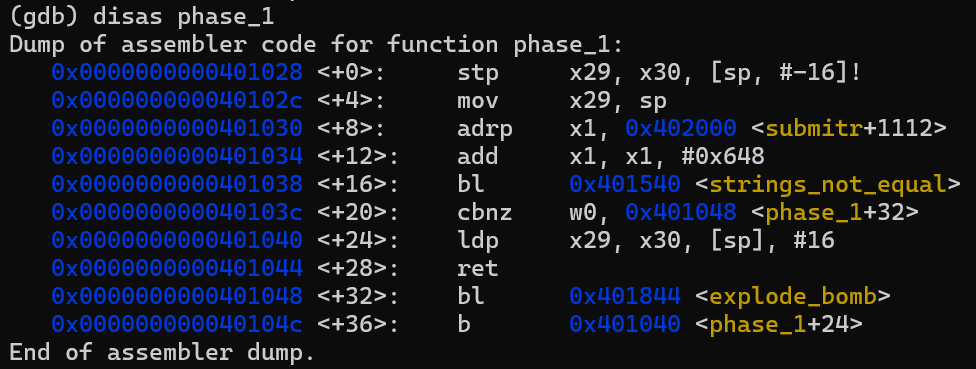 (gdb) disas phase_1
Dump of assembler code for function phase_1:
   0x0000000000401028 <+0>:	stp	x29, x30, [sp, #-16]!
   0x000000000040102c <+4>:	mov	x29, sp
   0x0000000000401030 <+8>:	adrp	x1, 0x402000 <submitr+1112>
   0x0000000000401034 <+12>:	add	x1, x1, #0x648
   0x0000000000401038 <+16>:	bl	0x401540 <strings_not_equal>
   0x000000000040103c <+20>:	cbnz	w0, 0x401048 <phase_1+32>
   0x0000000000401040 <+24>:	ldp	x29, x30, [sp], #16
   0x0000000000401044 <+28>:	ret
   0x0000000000401048 <+32>:	bl	0x401844 <explode_bomb>
   0x000000000040104c <+36>:	b	0x401040 <phase_1+24>
End of assembler dump.